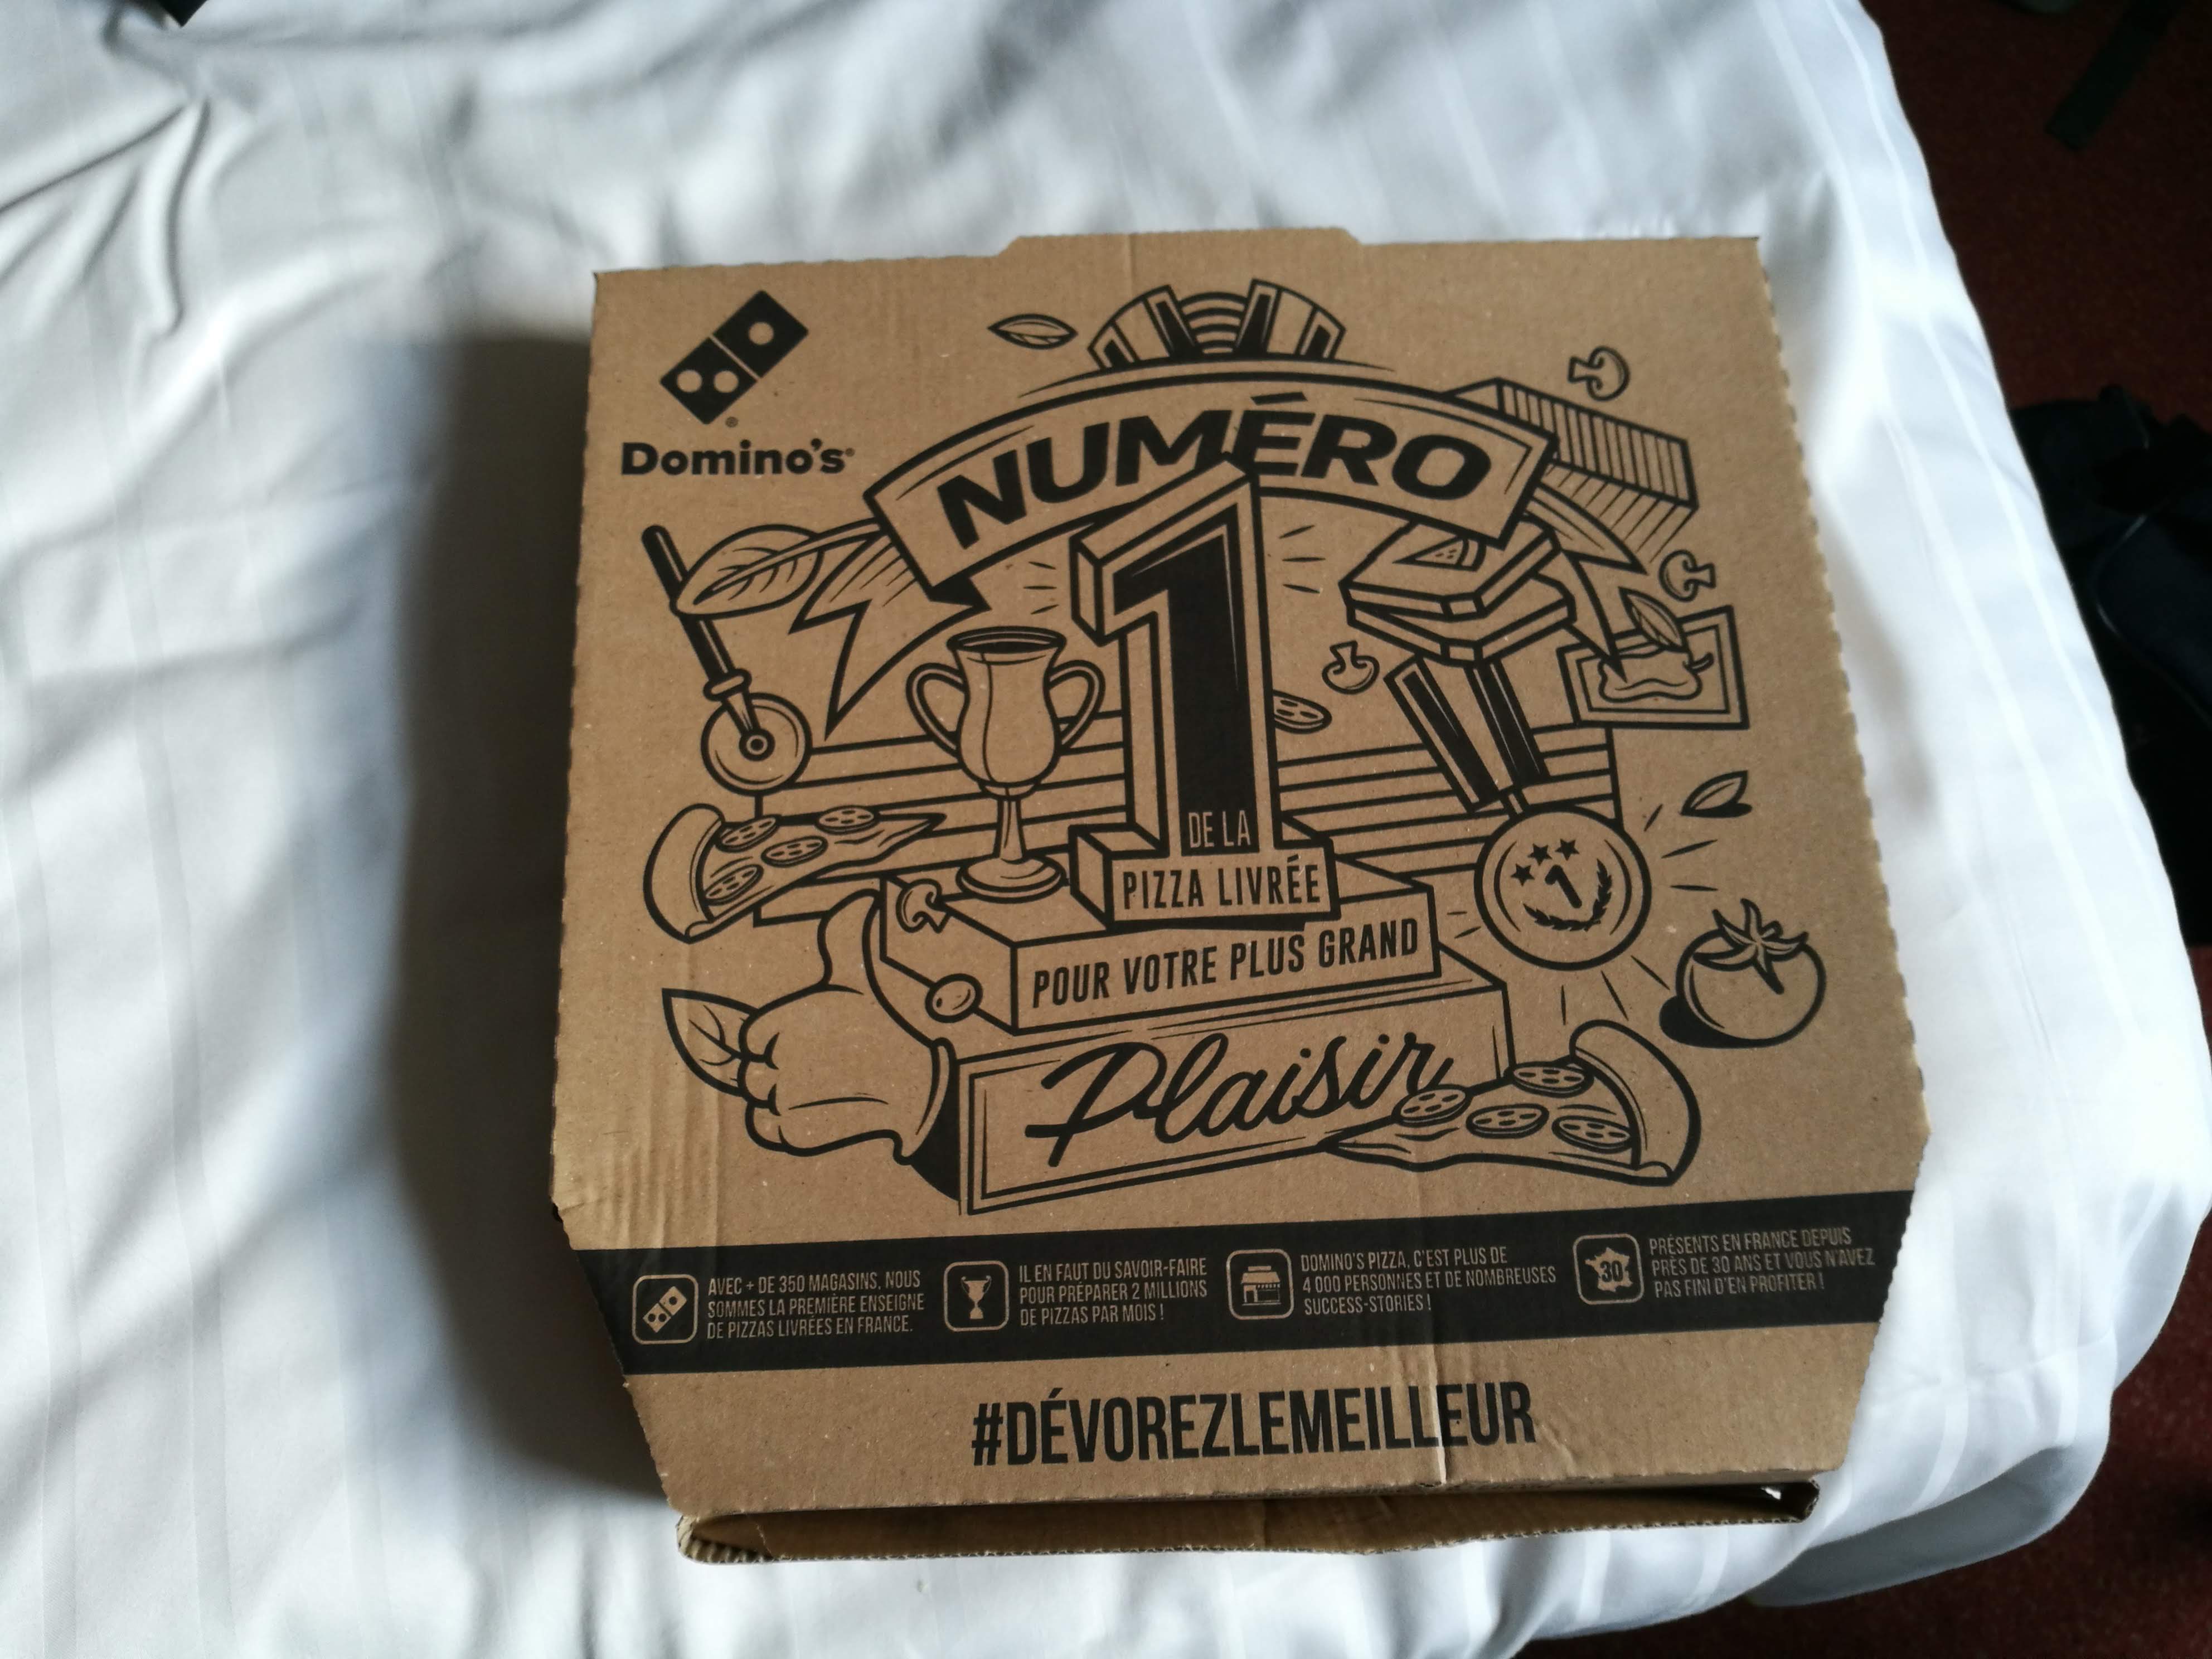 Domino's
NUMÉRO
1
DE LA
PIZZA LIVRÉE
POUR VOTRE PLUS GRAND
Plaisir
1
AVEC + DE 350 MAGASINS, NOUS
SOMMES LA PREMIÈRE ENSEIGNE
DE PIZZAS LIVRÉES EN FRANCE.
IL EN FAUT DU SAVOIR-FAIRE
POUR PRÉPARER 2 MILLIONS
DE PIZZAS PAR MOIS !
DOMINO'S PIZZA, C'EST PLUS DE
4 000 PERSONNES ET DE NOMBREUSES
SUCCESS-STORIES !
30
PRÉSENTS EN FRANCE DEPUIS
PRÈS DE 30 ANS ET VOUS N'AVEZ
PAS FINI D'EN PROFITER !
#DÉVOREZLEMEILLEUR